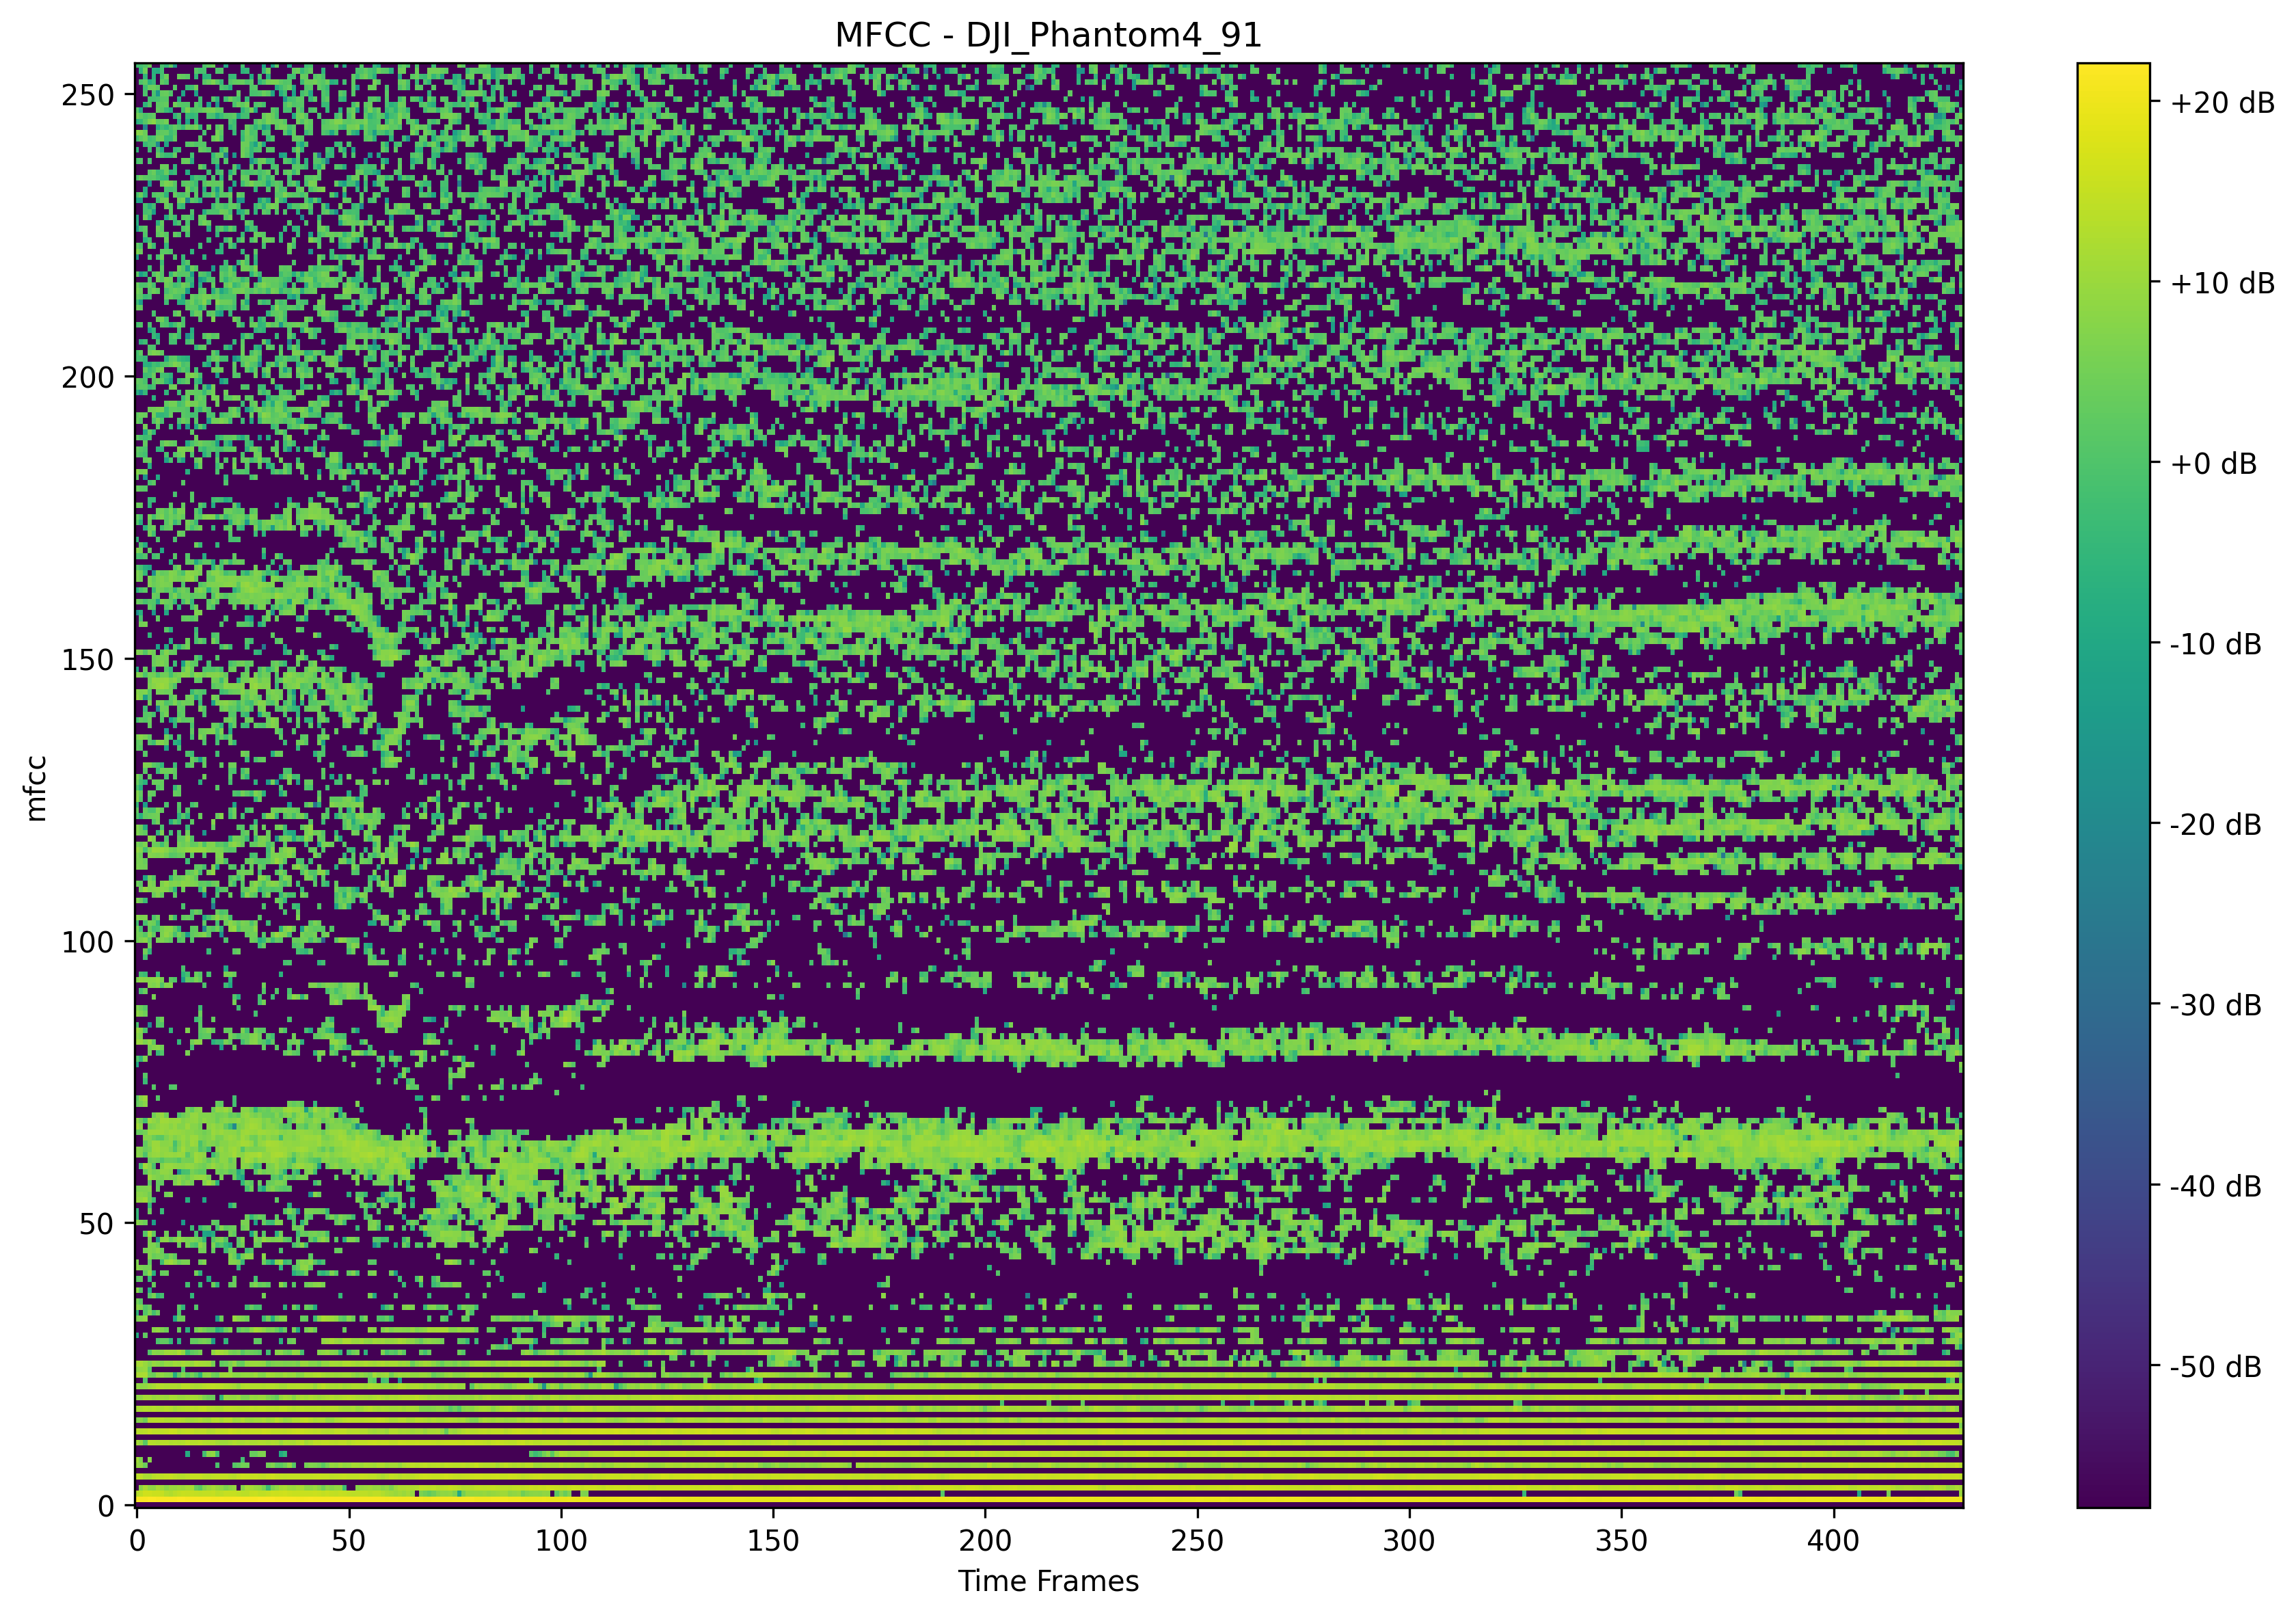 MFCC - DJI_Phantom4_91
250
200
150
100
50
0
mfcc
0 50 100 150 200 250 300 350 400
Time Frames
+20 dB
+10 dB
+0 dB
-10 dB
-20 dB
-30 dB
-40 dB
-50 dB